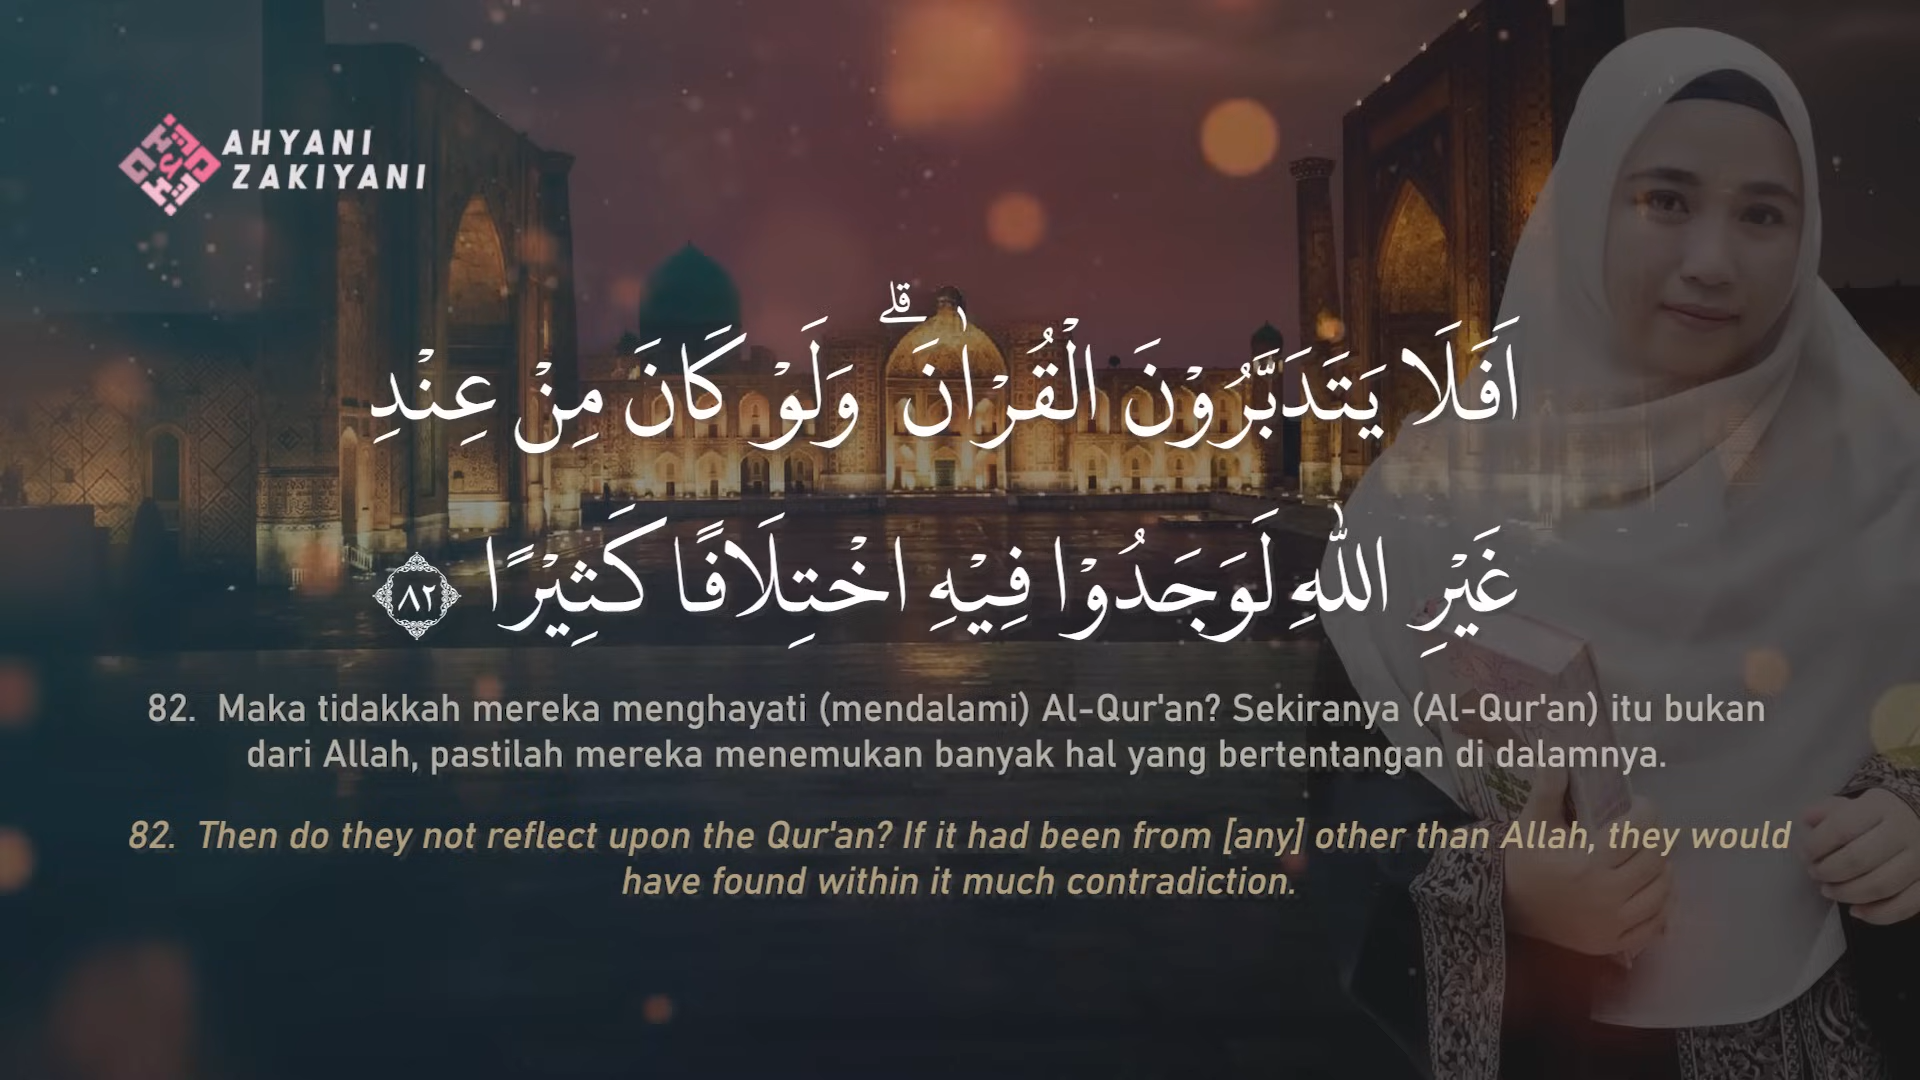 AHYANI
ZAKIYANI
اَفَلَا يَتَدَبَّرُوْنَ الْقُرْاٰنَ ۗ وَلَوْ كَانَ مِنْ عِنْدِ
غَيْرِ اللّٰهِ لَوَجَدُوْا فِيْهِ اخْتِلَافًا كَثِيْرًا ٨٢
82. Maka tidakkah mereka menghayati (mendalami) Al-Qur'an? Sekiranya (Al-Qur'an) itu bukan
dari Allah, pastilah mereka menemukan banyak hal yang bertentangan di dalamnya.
82. Then do they not reflect upon the Qur'an? If it had been from [any] other than Allah, they would
have found within it much contradiction.